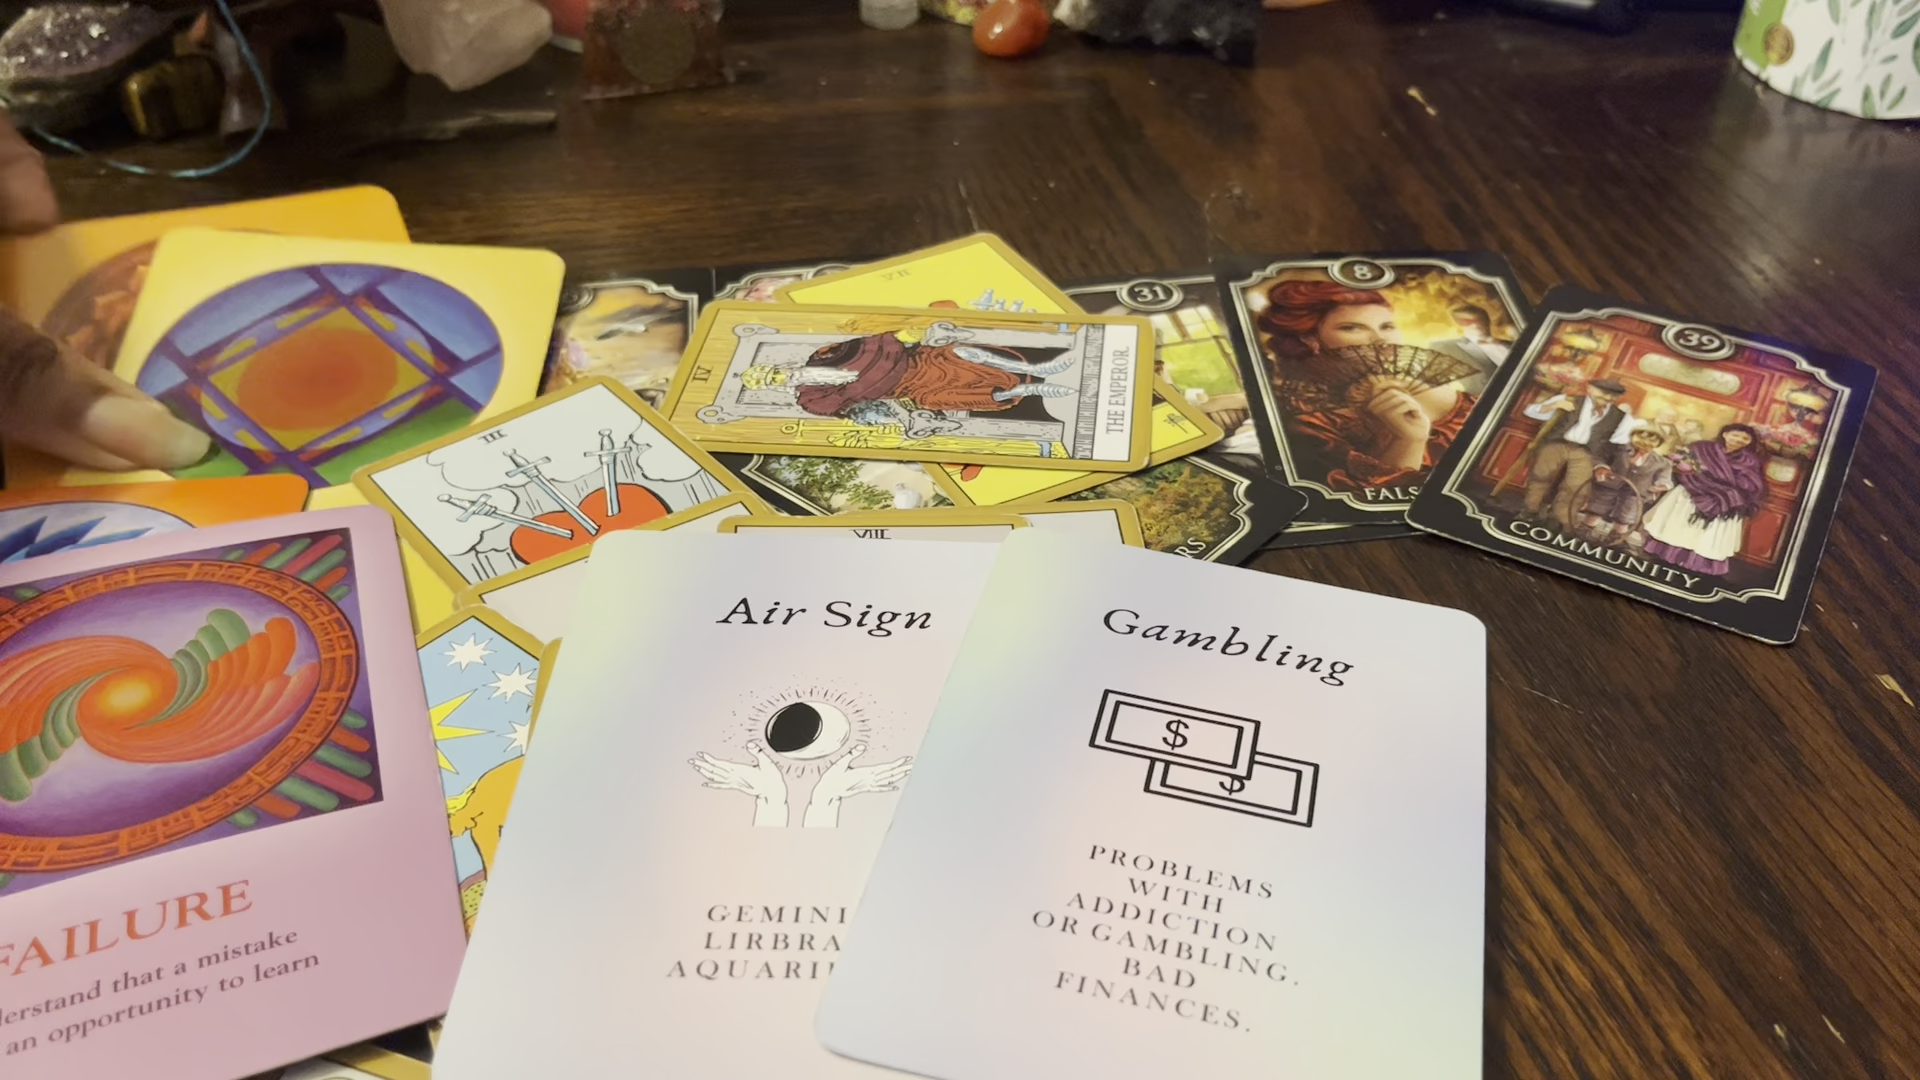 VII
31
8
39
IV
THE EMPEROR.
III
FALS
COMMUNITY
RS
VIII
Air Sign
GEMINI
LIRBRA
AQUARI
Gambling
$
$
PROBLEMS
WITH
ADDICTION
OR GAMBLING.
BAD
FINANCES.
FAILURE
derstand that a mistake
an opportunity to learn